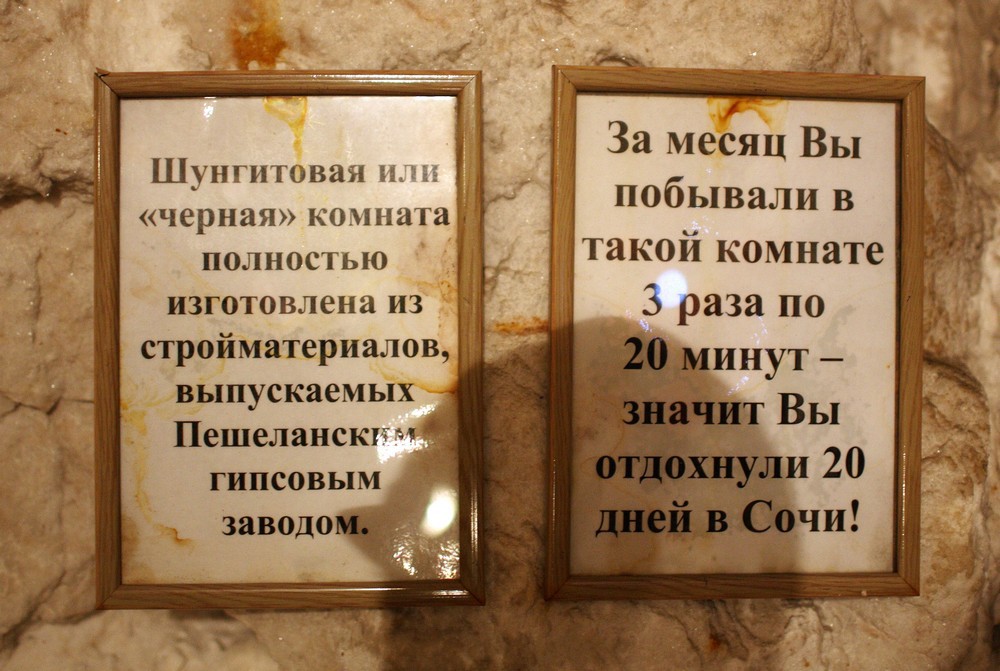 Шунгитовая или
«черная» комната
полностью
изготовлена из
стройматериалов,
выпускаемых
Пешеланским
гипсовым
заводом.
За месяц Вы
побывали в
такой комнате
3 раза по
20 минут –
значит Вы
отдохнули 20
дней в Сочи!